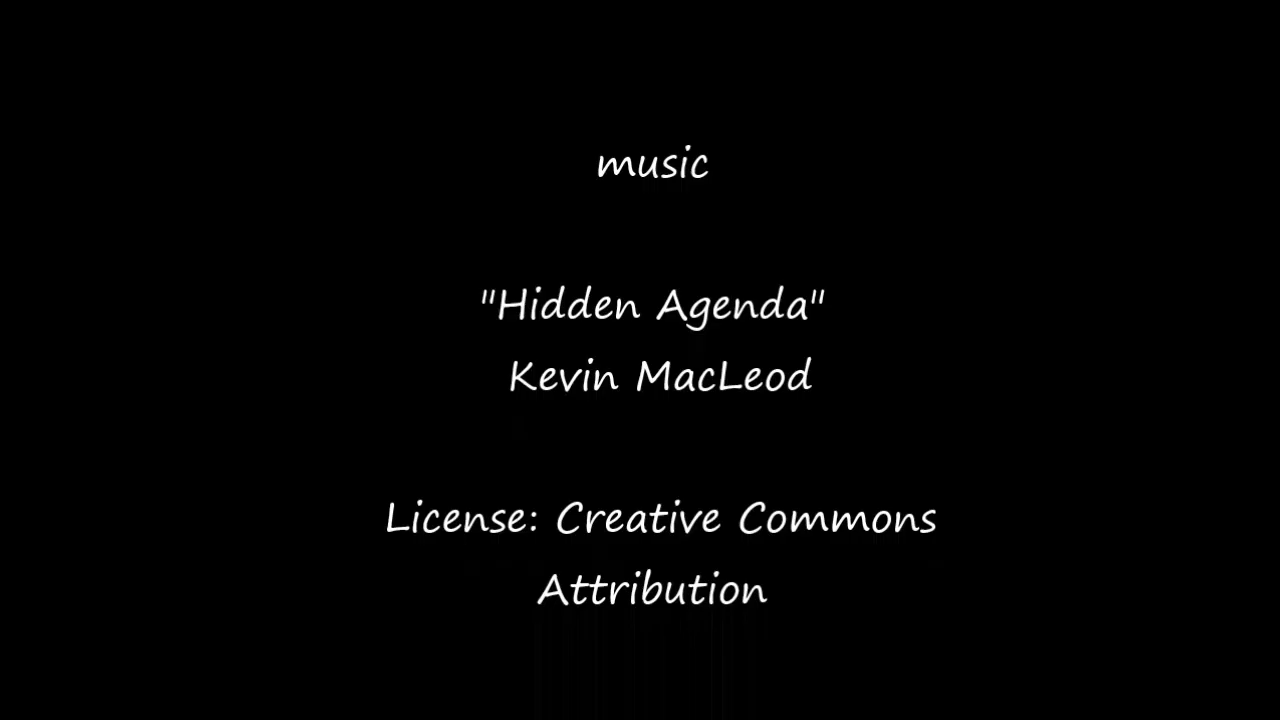 music
"Hidden Agenda"
Kevin MacLeod
License: Creative Commons
Attribution